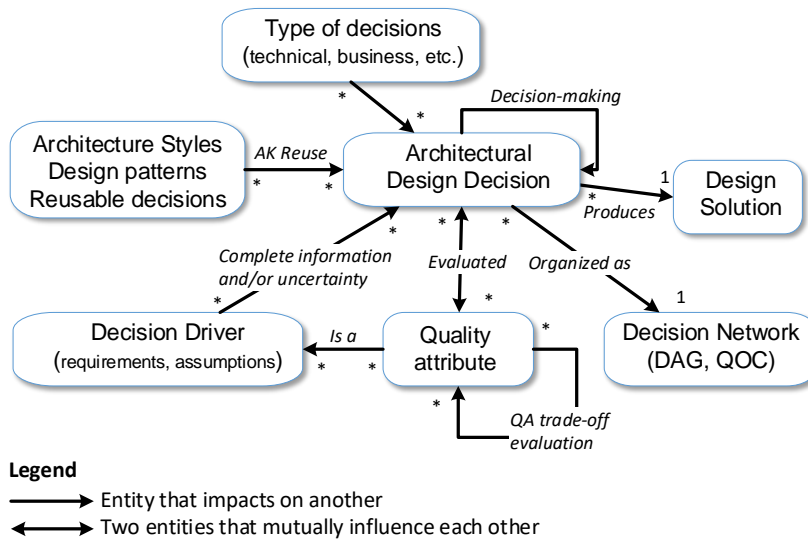 Type of decisions
(technical, business, etc.)
*
*
Decision-making
Architecture Styles
Design patterns
Reusable decisions
AK Reuse
*
*
Architectural
Design Decision
*
1
Produces
Design
Solution
*
*
*
Complete information
and/or uncertainty
Evaluated
Organized as
*
*
1
Decision Driver
(requirements, assumptions)
Is a
*
*
Quality
attribute
*
*
Decision Network
(DAG, QOC)
QA trade-off
evaluation
Legend
Entity that impacts on another
Two entities that mutually influence each other